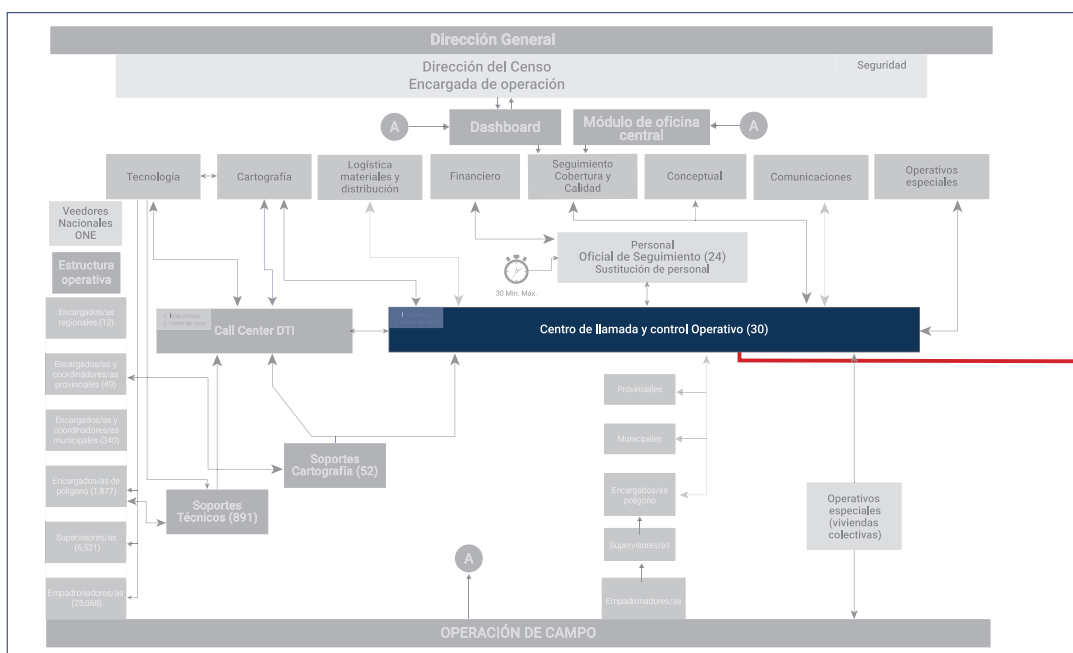 Dirección General
Dirección del Censo
Encargada de operación
Seguridad
A
Dashboard
Módulo de oficina
central
A
Tecnología
Cartografía
Logística
materiales y
distribución
Financiero
Seguimiento
Cobertura y
Calidad
Conceptual
Comunicaciones
Operativos
especiales
Veedores
Nacionales
ONE
Estructura
operativa
Personal
Oficial de Seguimiento (24)
Sustitución de personal
30 Min. Máx.
Encargados/as
regionales (12)
Call Center DTI
Centro de llamada y control Operativo (30)
Encargados/as y
coordinadores/as
provinciales (49)
Provinciales
Encargados/as y
coordinadores/as
municipales (340)
Municipales
Soportes
Cartografía (52)
Encargados/as de
polígono (1,877)
Encargados/as
polígono
Soportes
Técnicos (891)
Operativos
especiales
(viviendas
colectivas)
Supervisores/as
(6,521)
Supervisores/as
A
Empadronadores/as
(25,068)
Empadronadores/as
OPERACIÓN DE CAMPO